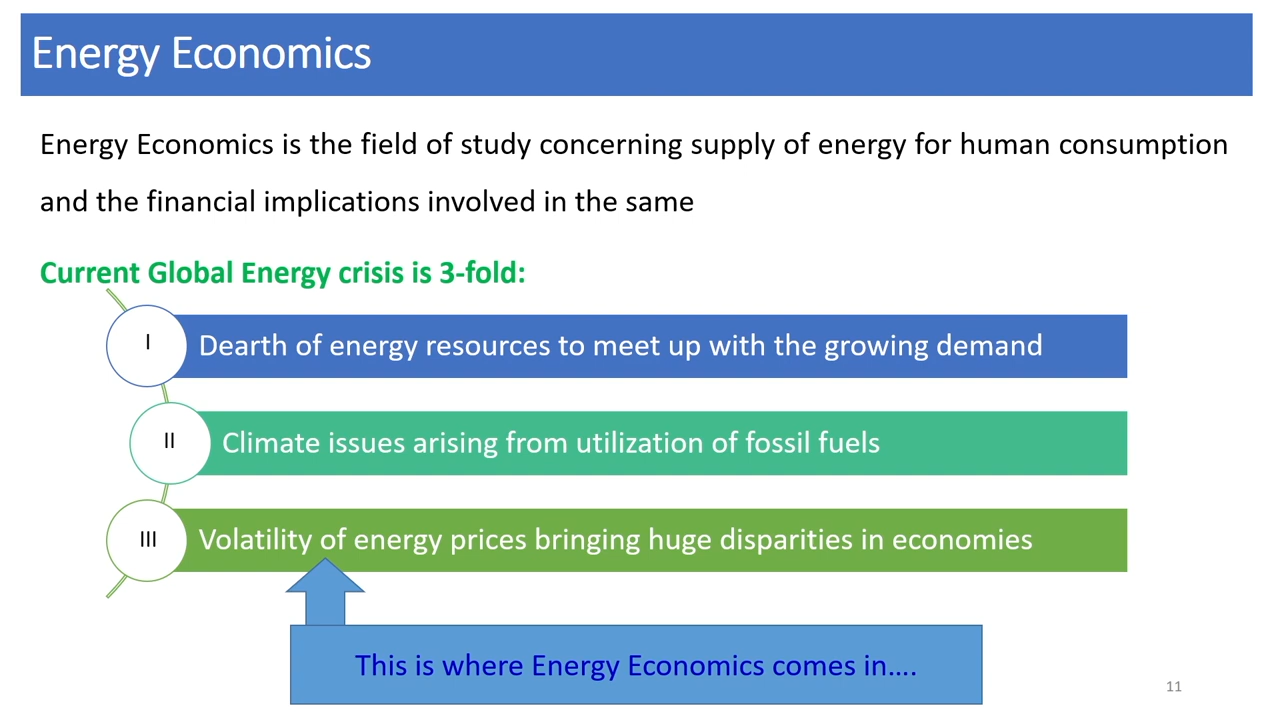 Energy Economics
Energy Economics is the field of study concerning supply of energy for human consumption
and the financial implications involved in the same
Current Global Energy crisis is 3-fold:
I
Dearth of energy resources to meet up with the growing demand
II
Climate issues arising from utilization of fossil fuels
III
Volatility of energy prices bringing huge disparities in economies
This is where Energy Economics comes in....
11